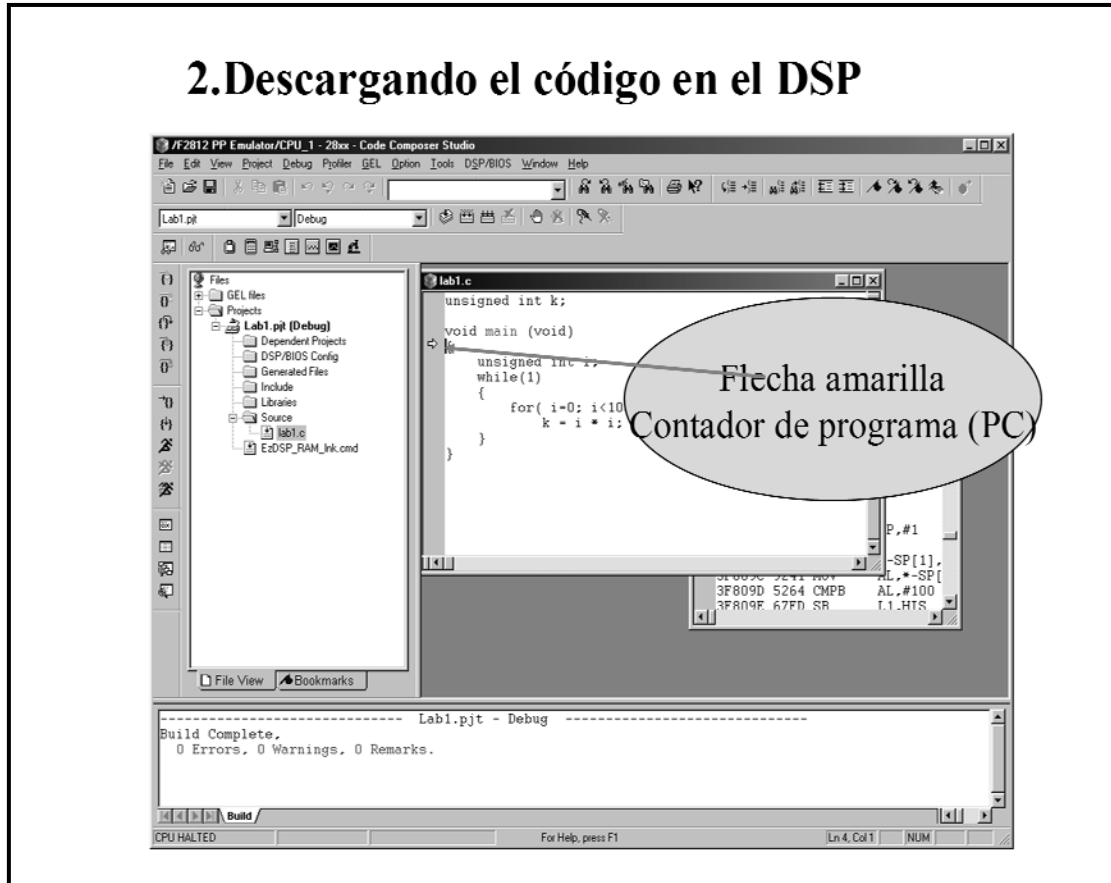 2.Descargando el código en el DSP
/F2812 PP Emulator/CPU_1 - 28xx - Code Composer Studio
File Edit View Project Debug Profiler GEL Option Tools DSP/BIOS Window Help
Lab1.pjt Debug
Files
GEL files
Projects
Lab1.pjt (Debug)
Dependent Projects
DSP/BIOS Config
Generated Files
Include
Libraries
Source
lab1.c
EzDSP_RAM_lnk.cmd
File View Bookmarks
lab1.c
unsigned int k;
void main (void)
{
unsigned int i;
while(1)
{
for( i=0; i<10
k = i * i;
}
}
Flecha amarilla
Contador de programa (PC)
P,#1
-SP[1],
3F809C 9241 MOV AL,*-SP[
3F809D 5264 CMPB AL,#100
3F809E 67FD SB L1,HIS
---------------------------- Lab1.pjt - Debug ----------------------------
Build Complete,
0 Errors, 0 Warnings, 0 Remarks.
Build
CPU HALTED For Help, press F1 Ln 4, Col 1 NUM